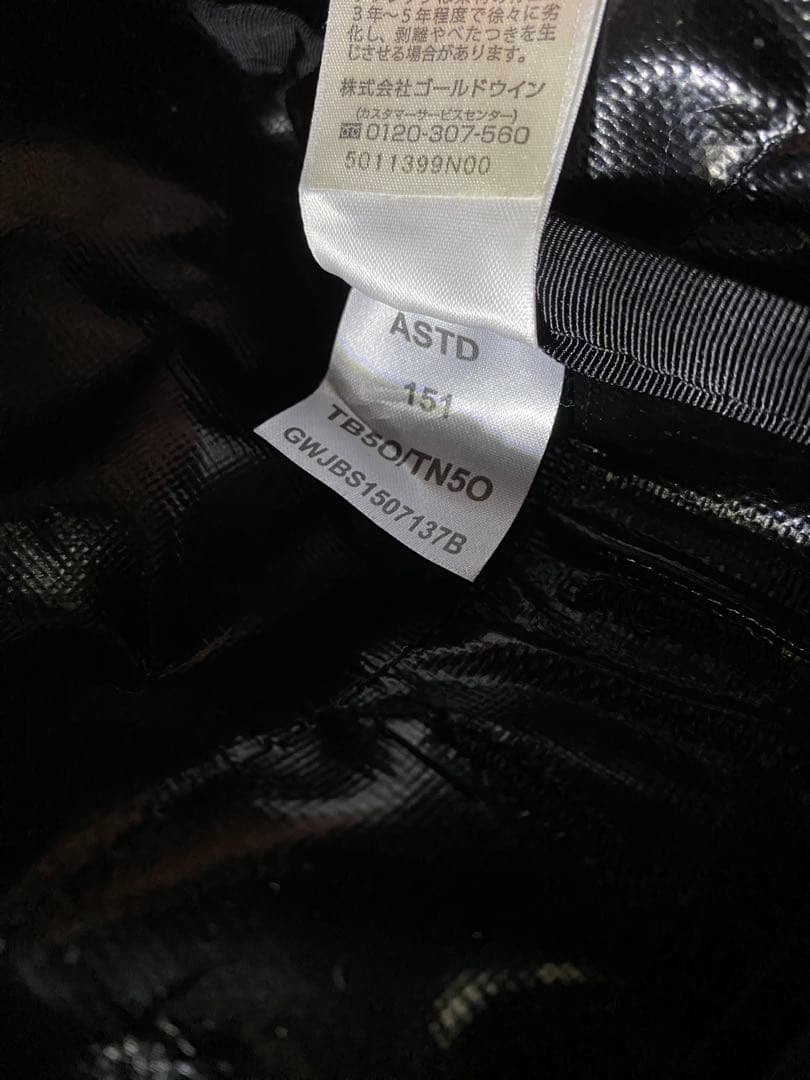 3年～5年程度で徐々に劣
化し、剥離やべたつきを生
じさせる場合があります。
株式会社ゴールドウイン
(カスタマーサービスセンター)
0120-307-560
5011399N00
ASTD
151
TB5O/TN5O
GWJBS1507137B